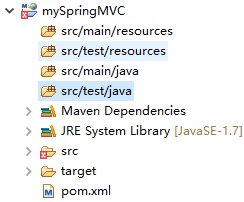 mySpringMVC
src/main/resources
src/test/resources
src/main/java
src/test/java
Maven Dependencies
JRE System Library [JavaSE-1.7]
src
target
pom.xml